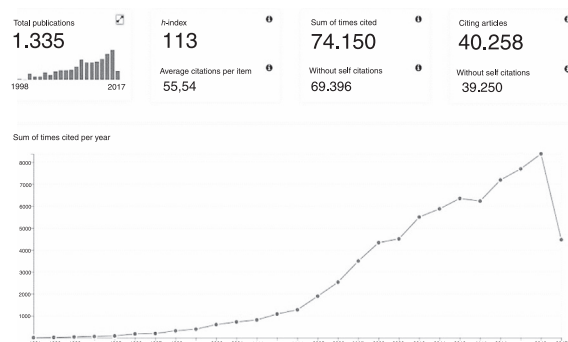 Total publications
1.335
1998 2017
h-index
113
Average citations per item
55,54
Sum of times cited
74.150
Without self citations
69.396
Citing articles
40.258
Without self citations
39.250
Sum of times cited per year
8000
7000
6000
5000
4000
3000
2000
1000